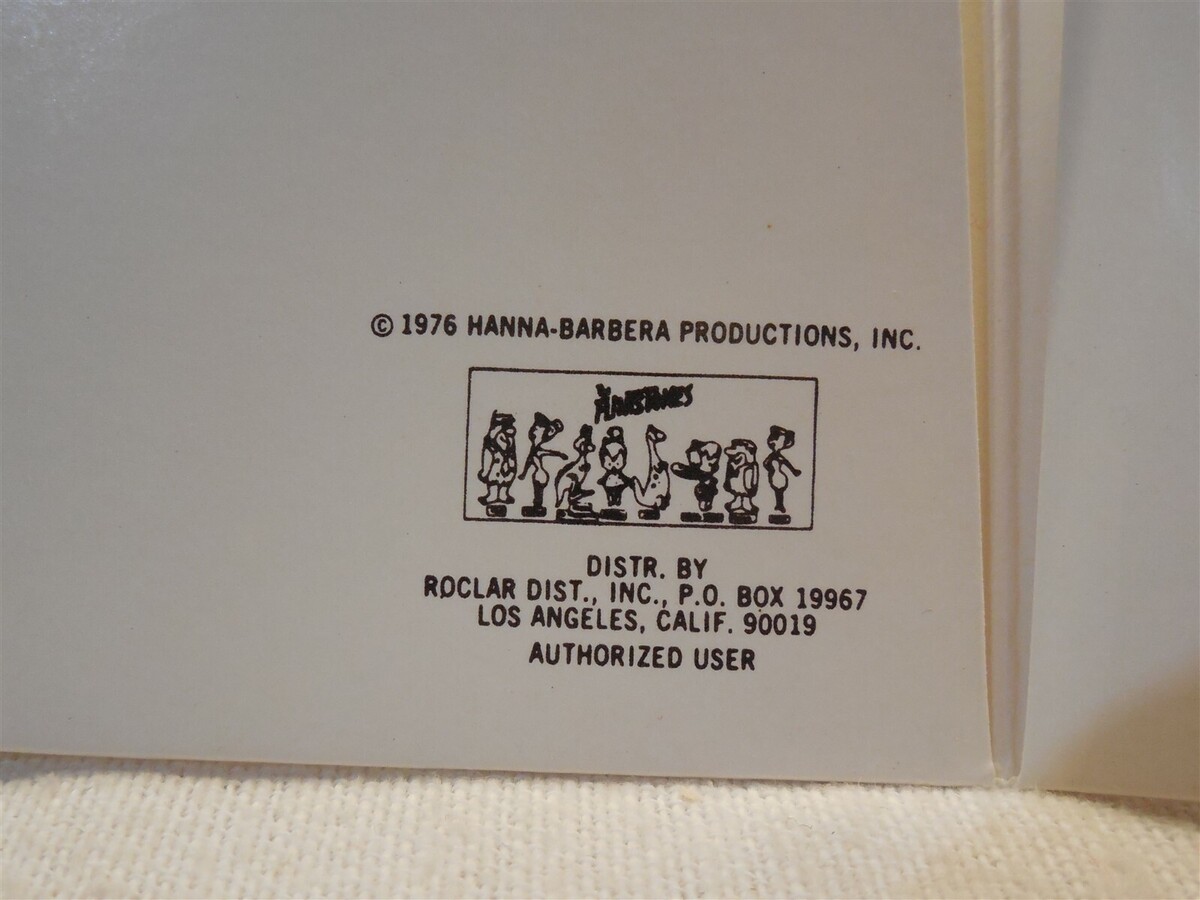 © 1976 HANNA-BARBERA PRODUCTIONS, INC.
The FLINTSTONES
DISTR. BY
ROCLAR DIST., INC., P.O. BOX 19967
LOS ANGELES, CALIF. 90019
AUTHORIZED USER